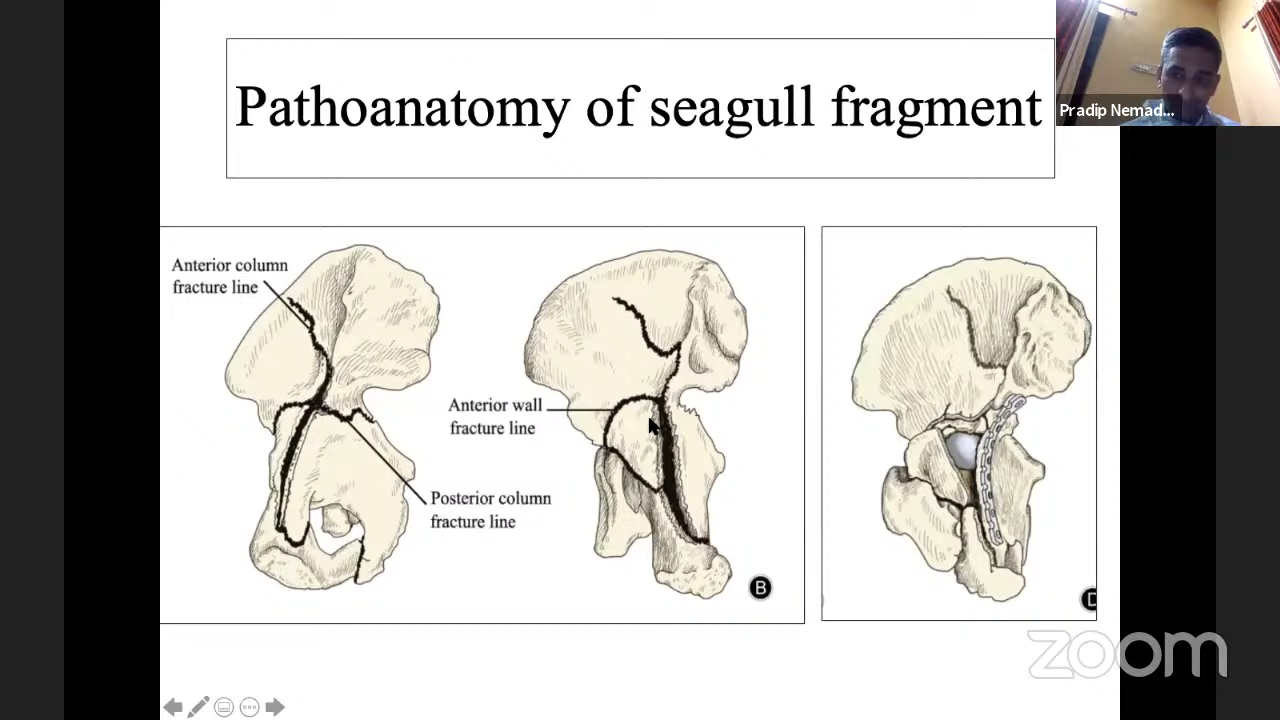 Pathoanatomy of seagull fragment
Pradip Nemad...
Anterior column
fracture line
Anterior wall
fracture line
Posterior column
fracture line
B
D
zoom